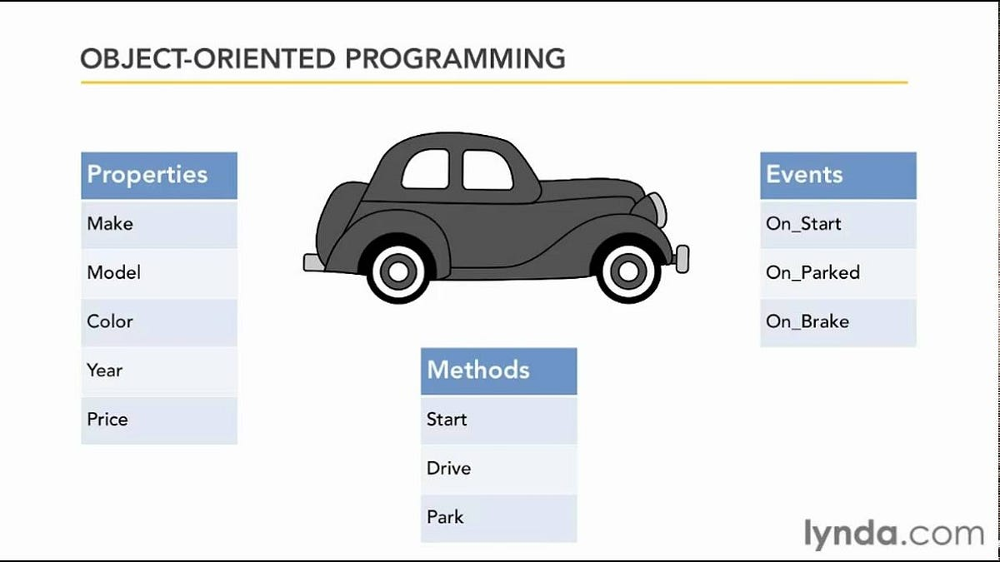 OBJECT-ORIENTED PROGRAMMING
Properties
Make
Model
Color
Year
Price
Methods
Start
Drive
Park
Events
On_Start
On_Parked
On_Brake
lynda.com